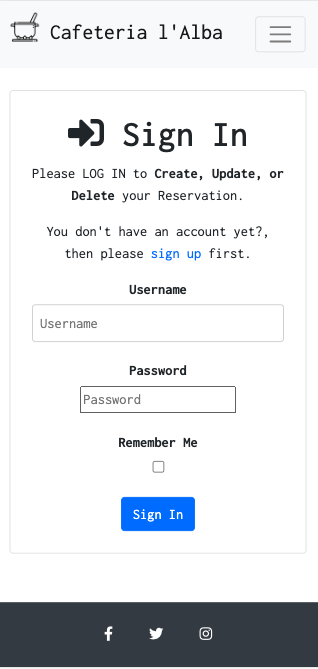 Cafeteria l'Alba
Sign In
Please LOG IN to Create, Update, or
Delete your Reservation.
You don't have an account yet?,
then please sign up first.
Username
Username
Password
Password
Remember Me
Sign In